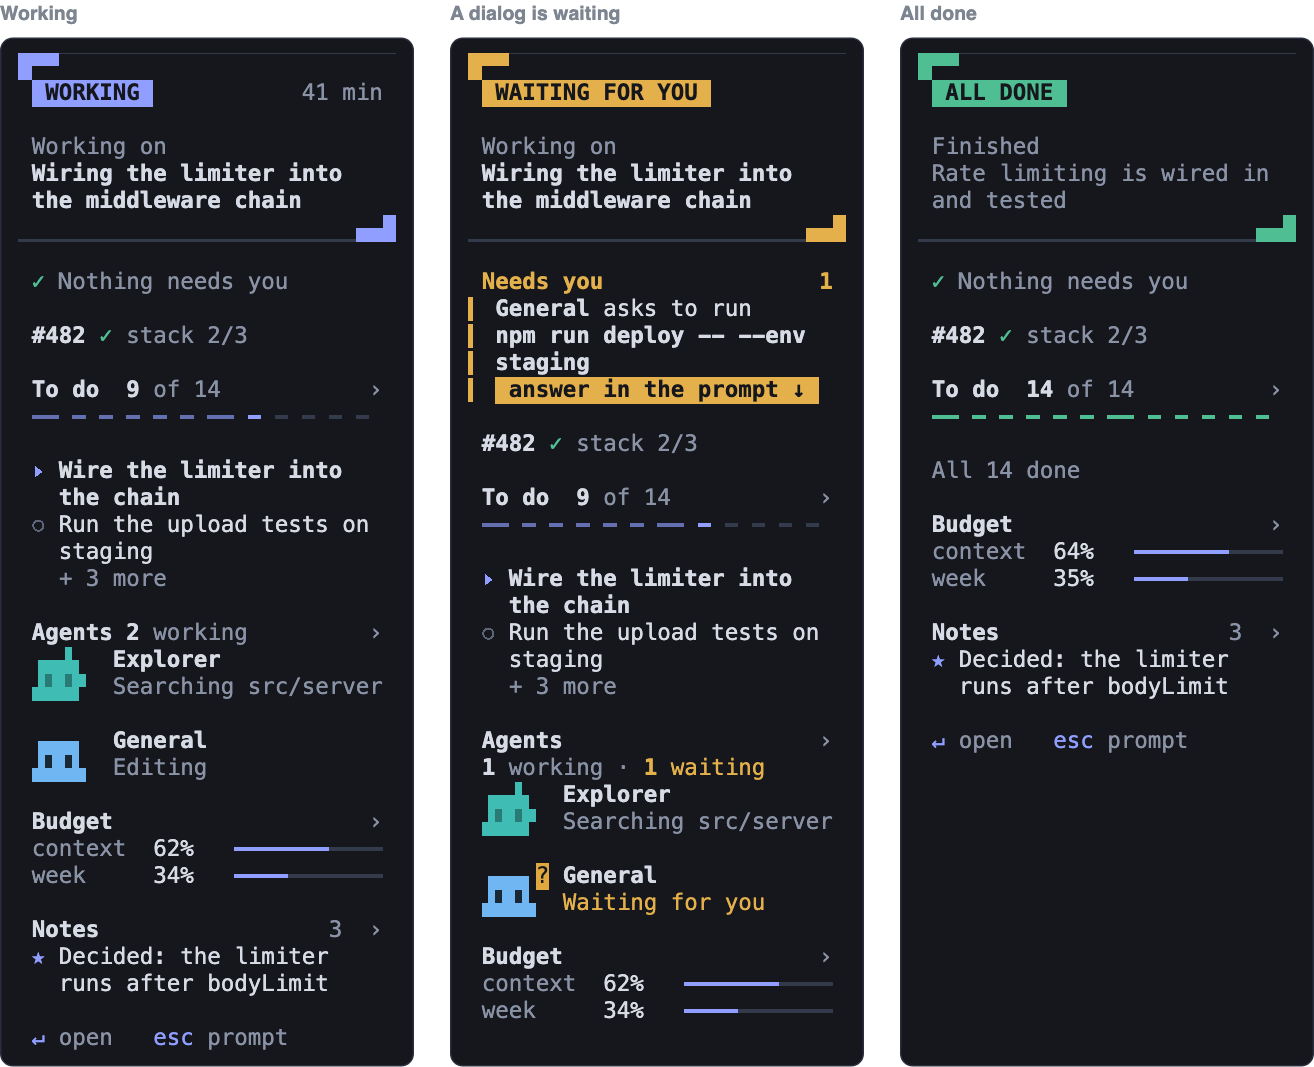 Working
WORKING 41 min
Working on
Wiring the limiter into
the middleware chain
✓ Nothing needs you
#482 ✓ stack 2/3
To do 9 of 14 ›
Wire the limiter into
the chain
Run the upload tests on
staging
+ 3 more
Agents 2 working ›
Explorer
Searching src/server
General
Editing
Budget ›
context 62%
week 34%
Notes 3 ›
★ Decided: the limiter
runs after bodyLimit
↵ open esc prompt
A dialog is waiting
WAITING FOR YOU
Working on
Wiring the limiter into
the middleware chain
Needs you 1
General asks to run
npm run deploy -- --env
staging
answer in the prompt ↓
#482 ✓ stack 2/3
To do 9 of 14 ›
Wire the limiter into
the chain
Run the upload tests on
staging
+ 3 more
Agents ›
1 working · 1 waiting
Explorer
Searching src/server
? General
Waiting for you
Budget ›
context 62%
week 34%
All done
ALL DONE
Finished
Rate limiting is wired in
and tested
✓ Nothing needs you
#482 ✓ stack 2/3
To do 14 of 14 ›
All 14 done
Budget ›
context 64%
week 35%
Notes 3 ›
★ Decided: the limiter
runs after bodyLimit
↵ open esc prompt